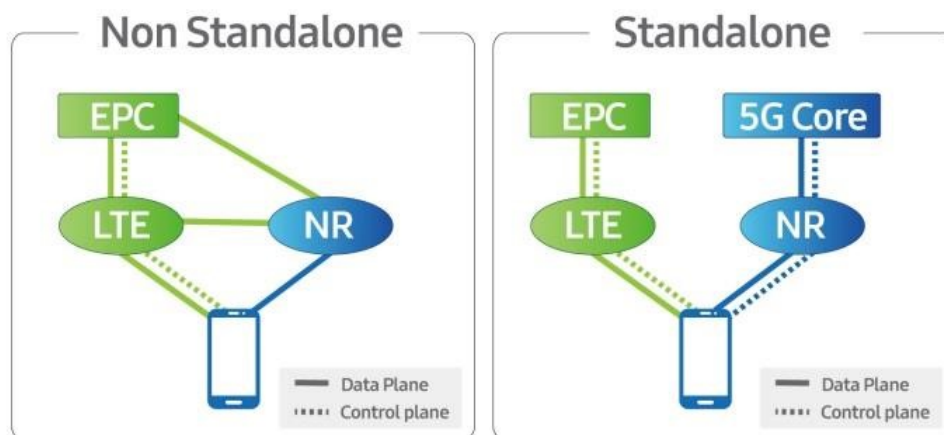 Non Standalone
EPC
LTE
NR
Data Plane
Control plane
Standalone
EPC
5G Core
LTE
NR
Data Plane
Control plane